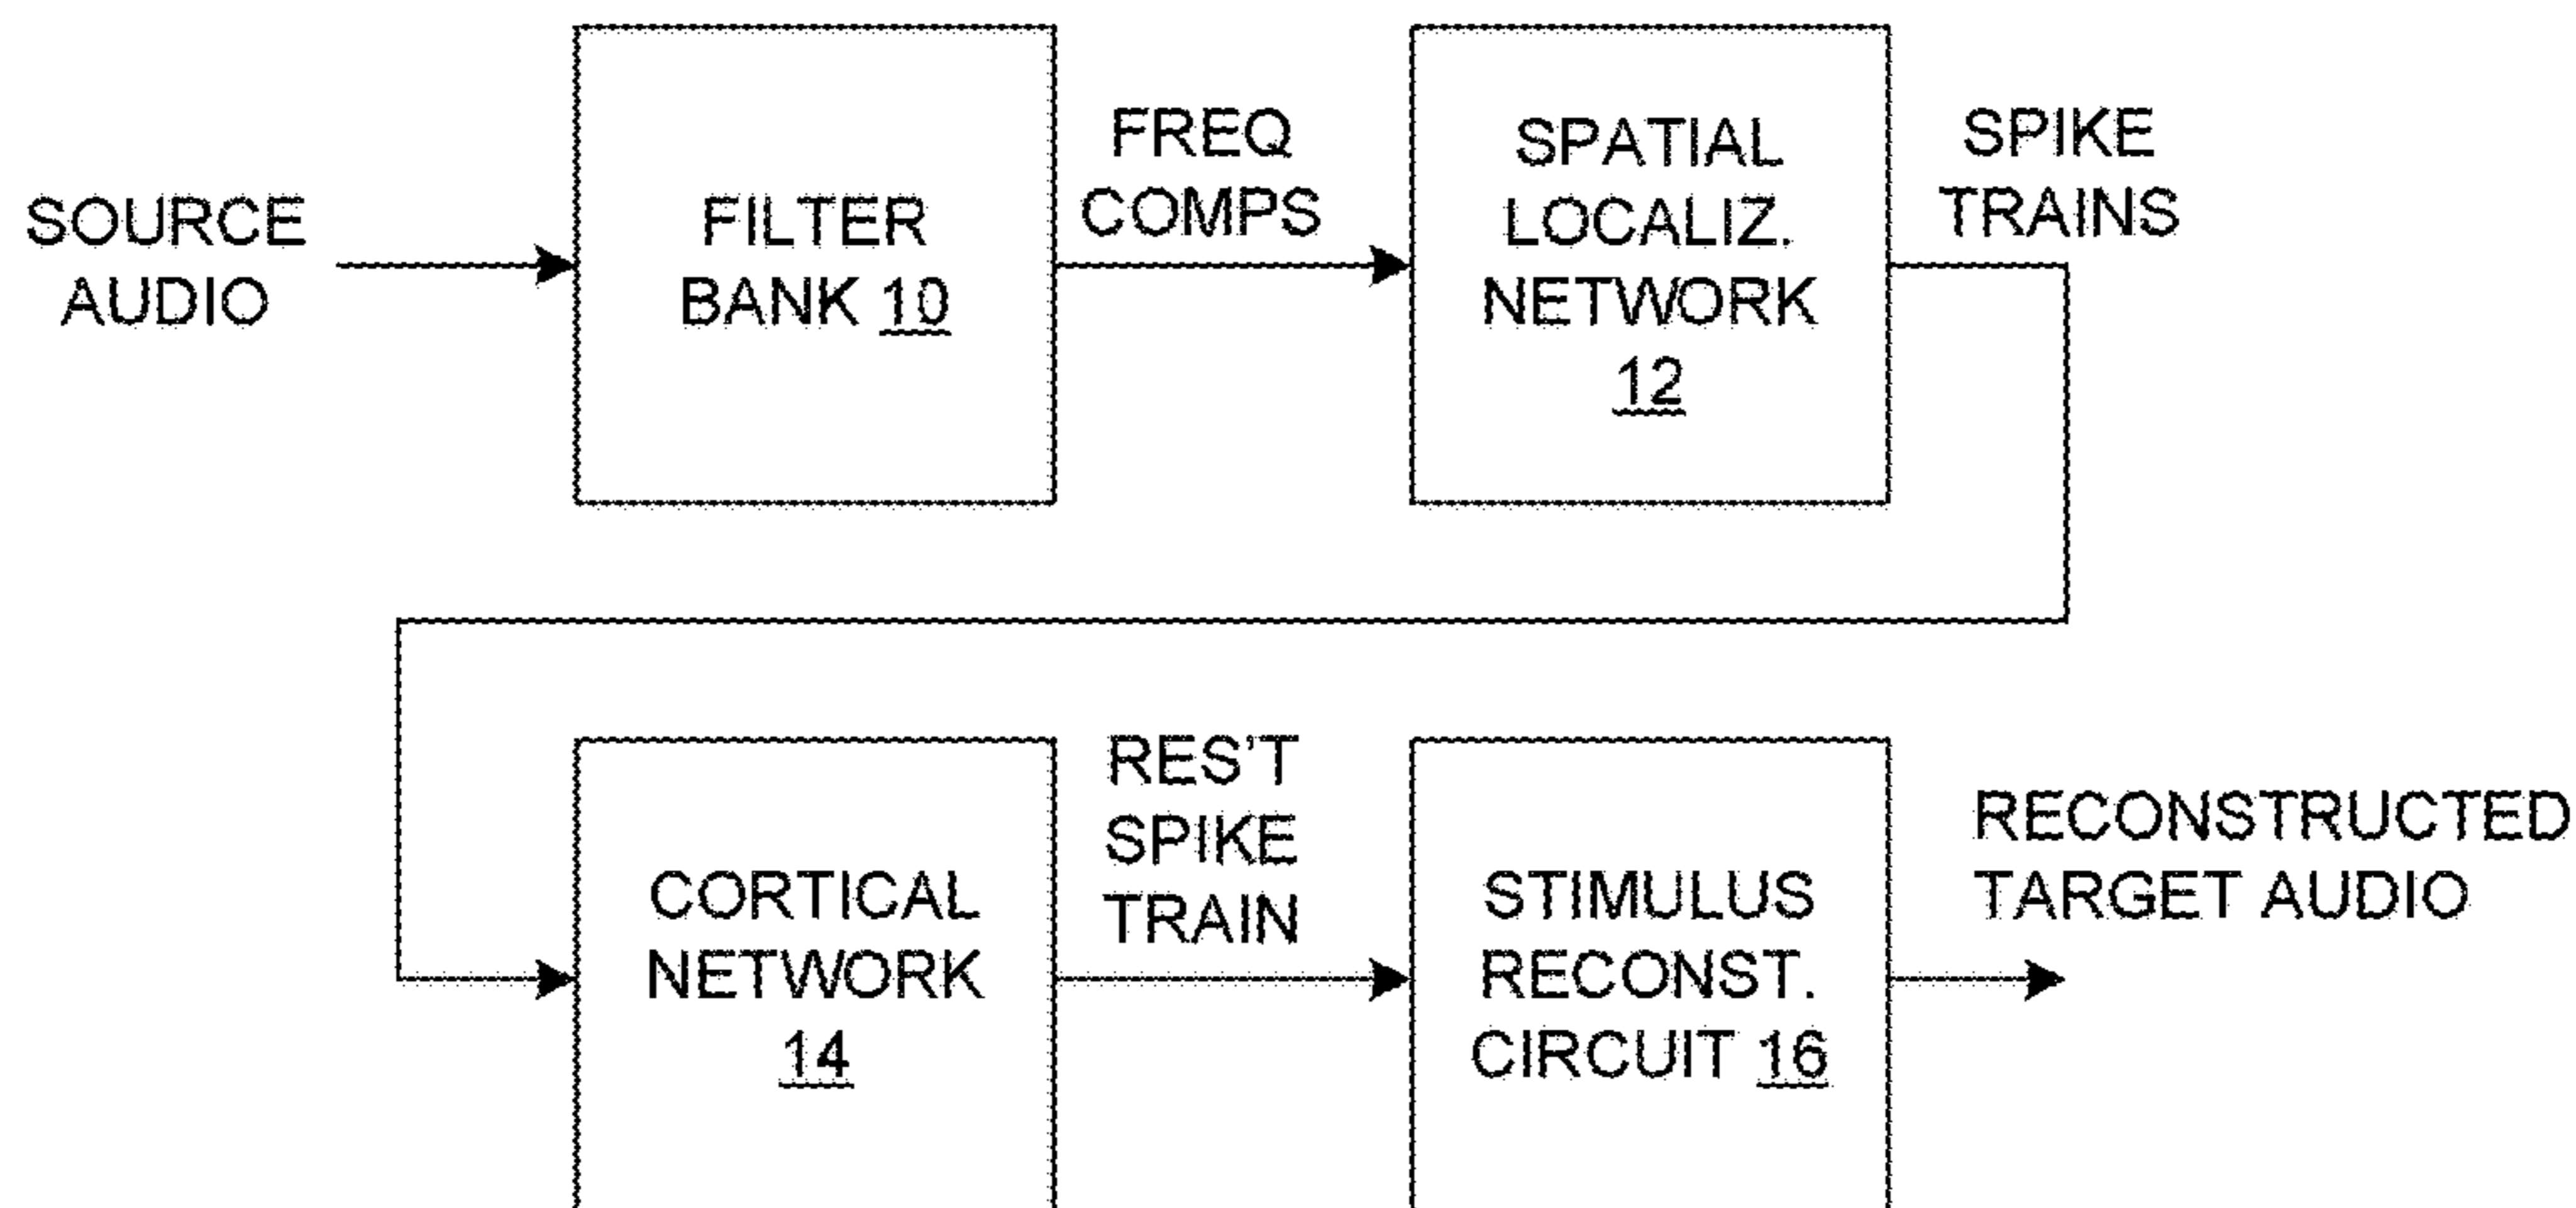 SOURCE
AUDIO
FILTER
BANK 10
FREQ
COMPS
SPATIAL
LOCALIZ.
NETWORK
12
SPIKE
TRAINS
CORTICAL
NETWORK
14
RES'T
SPIKE
TRAIN
STIMULUS
RECONST.
CIRCUIT 16
RECONSTRUCTED
TARGET AUDIO